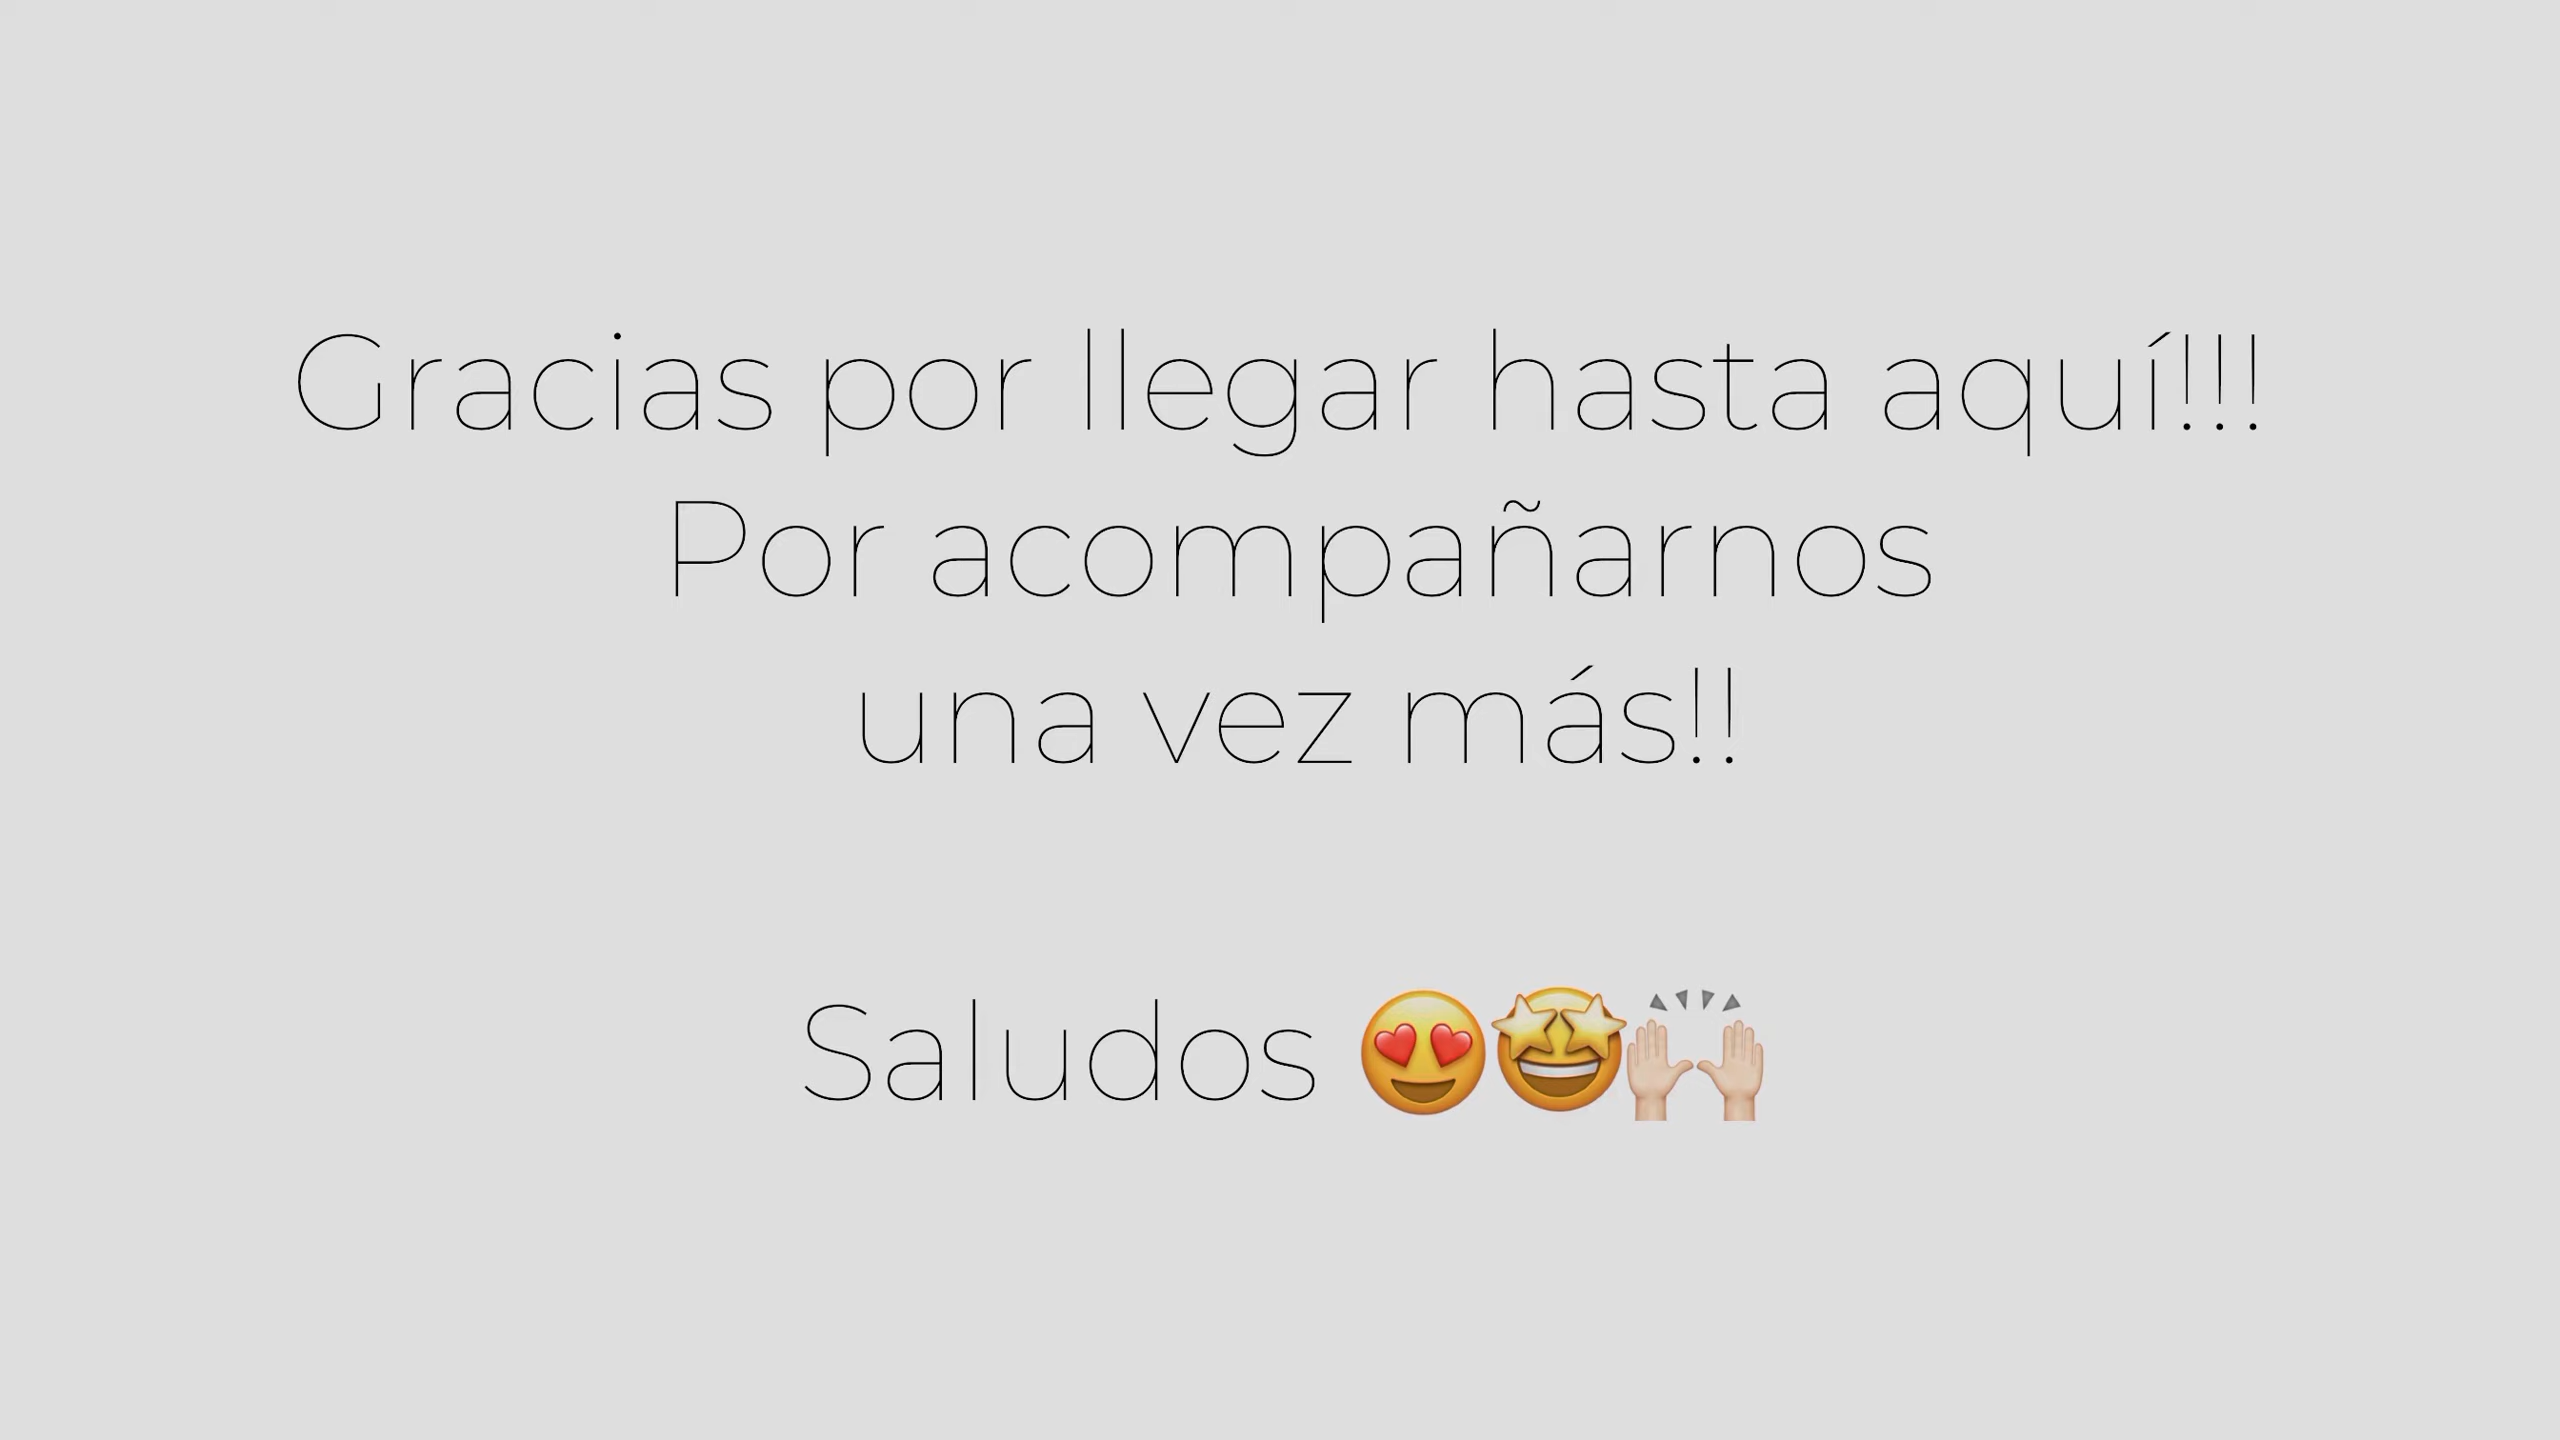 Gracias por llegar hasta aquí!!!
Por acompañarnos
una vez más!!
Saludos 😍🤩🙌🏻